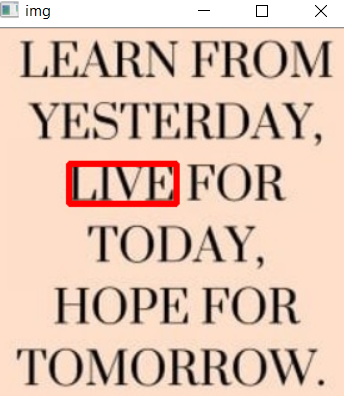 img
LEARN FROM
YESTERDAY,
LIVE FOR
TODAY,
HOPE FOR
TOMORROW.